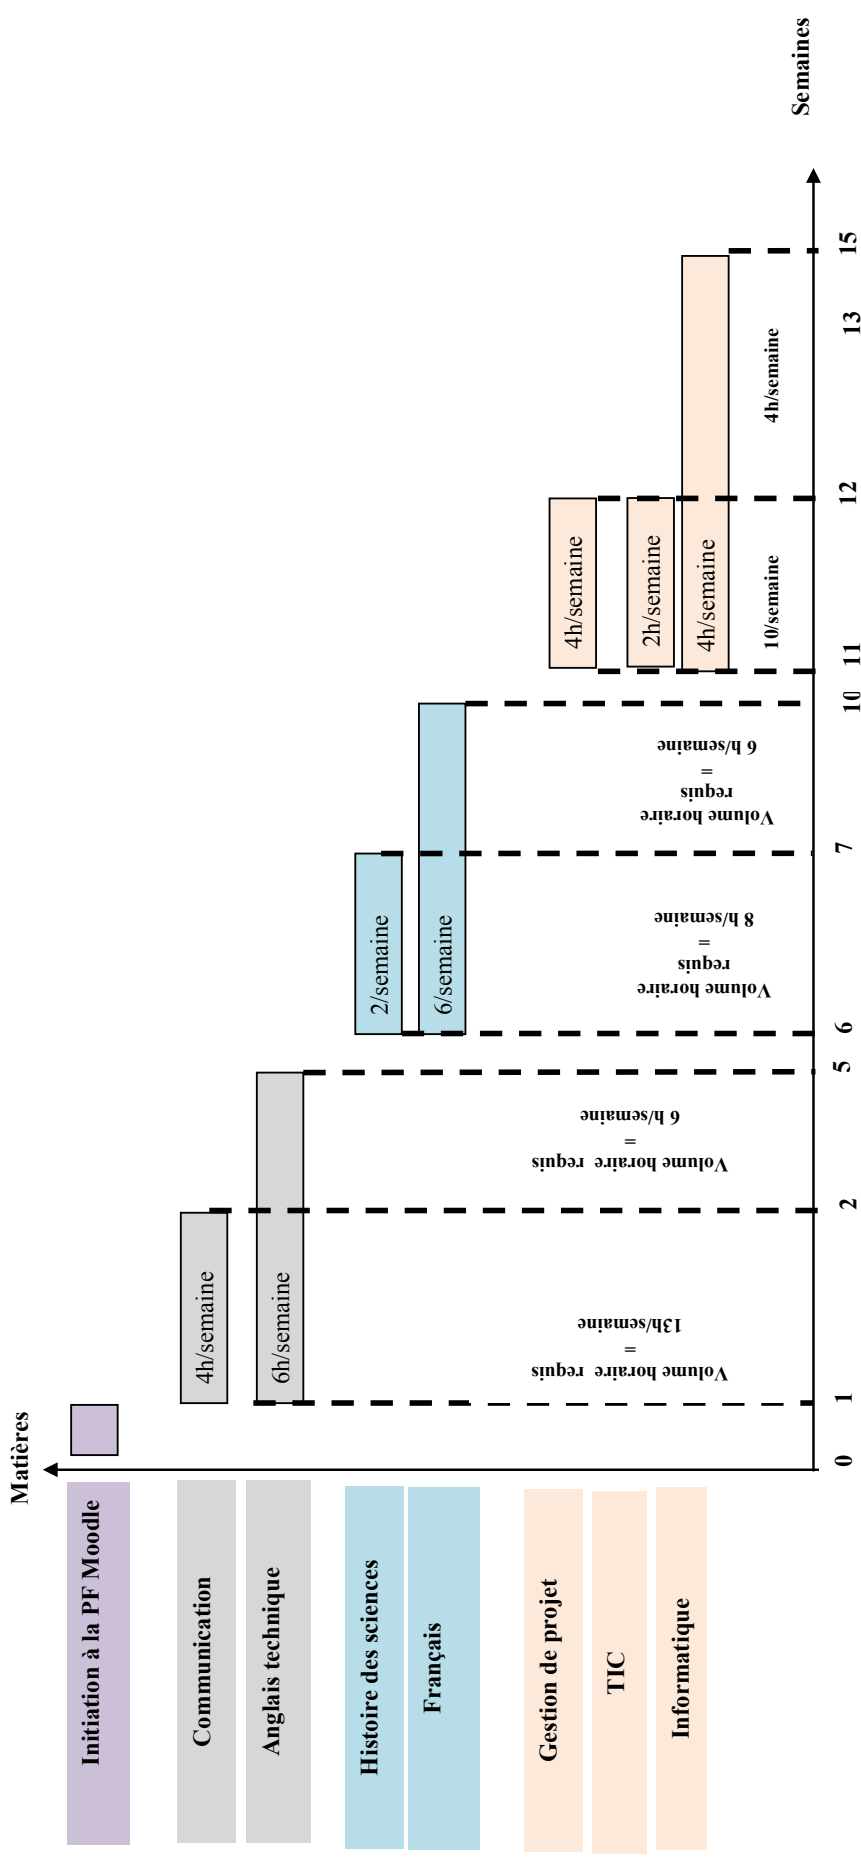 Matières
Initiation à la PF Moodle
Communication
4h/semaine
Anglais technique
6h/semaine
Histoire des sciences
2/semaine
Français
6/semaine
Gestion de projet
4h/semaine
TIC
2h/semaine
Informatique
4h/semaine
Volume horaire requis
=
13h/semaine
Volume horaire requis
=
6 h/semaine
Volume horaire
requis
=
8 h/semaine
Volume horaire
requis
=
6 h/semaine
10/semaine
4h/semaine
0 1 2 5 6 7 10 11 12 13 15
Semaines